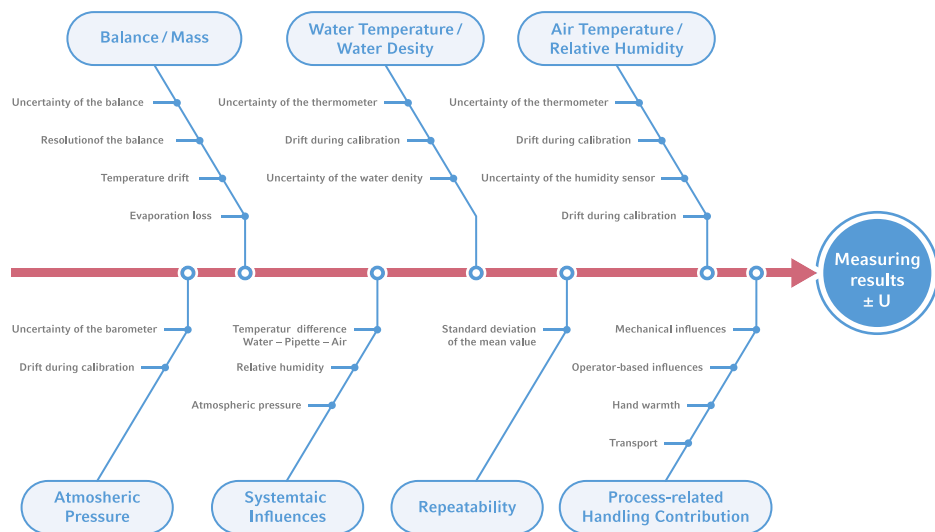 Balance / Mass
Water Temperature /
Water Desity
Air Temperature /
Relative Humidity
Uncertainty of the balance
Resolutionof the balance
Temperature drift
Evaporation loss
Uncertainty of the thermometer
Drift during calibration
Uncertainty of the water denity
Uncertainty of the thermometer
Drift during calibration
Uncertainty of the humidity sensor
Drift during calibration
Measuring
results
± U
Uncertainty of the barometer
Drift during calibration
Temperatur difference
Water – Pipette – Air
Relative humidity
Atmospheric pressure
Standard deviation
of the mean value
Mechanical influences
Operator-based influences
Hand warmth
Transport
Atmosheric
Pressure
Systemtaic
Influences
Repeatability
Process-related
Handling Contribution